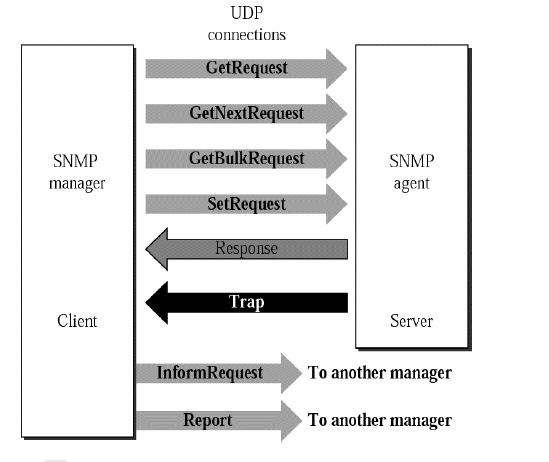 UDP
connections
GetRequest
GetNextRequest
GetBulkRequest
SetRequest
SNMP
manager
SNMP
agent
Response
Trap
Client
Server
InformRequest To another manager
Report To another manager